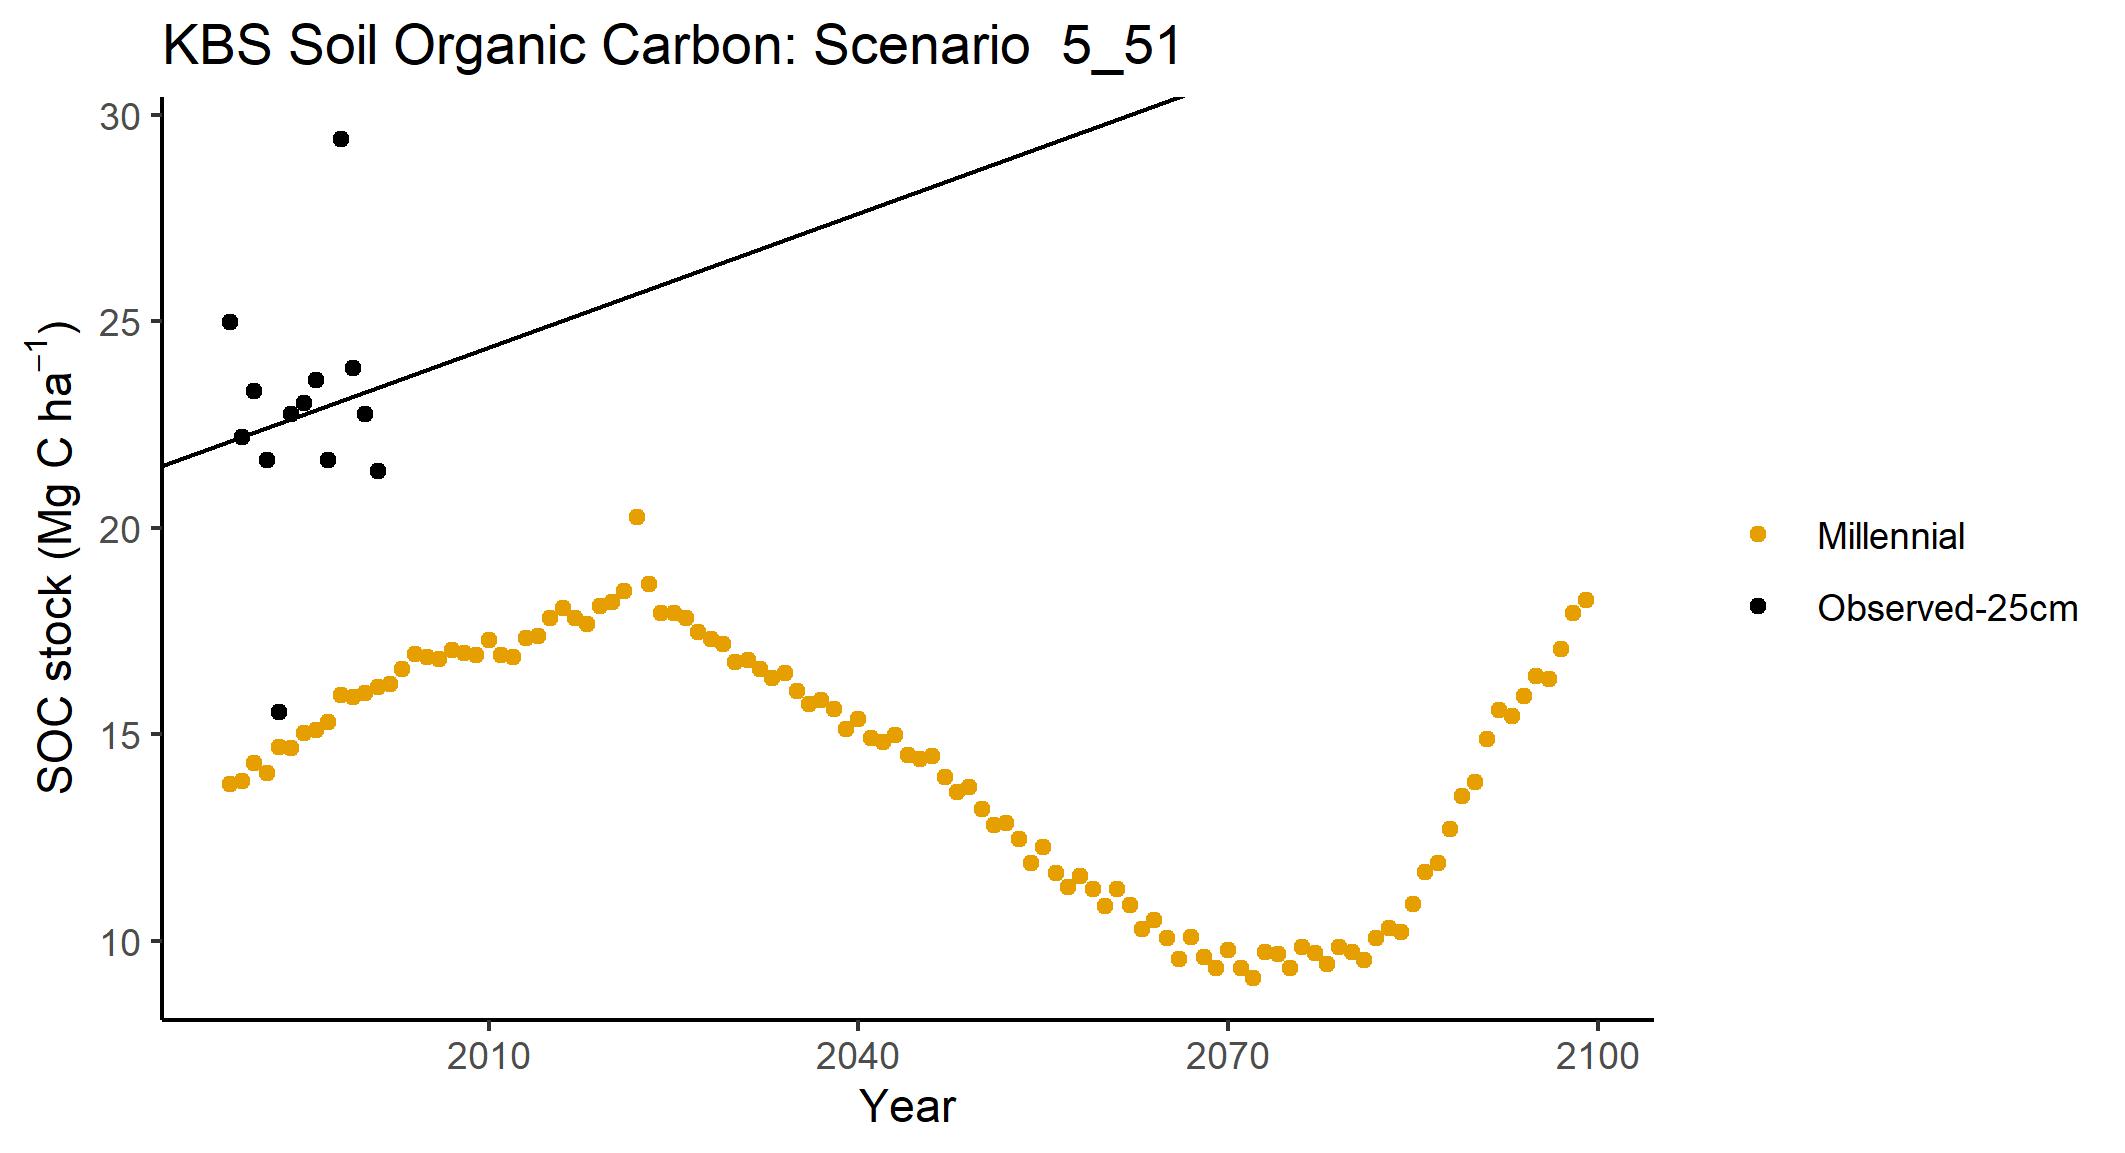 KBS Soil Organic Carbon: Scenario  5_51
SOC stock (Mg C ha⁻¹)
30
25
20
15
10
2010
2040
2070
2100
Year
Millennial
Observed-25cm